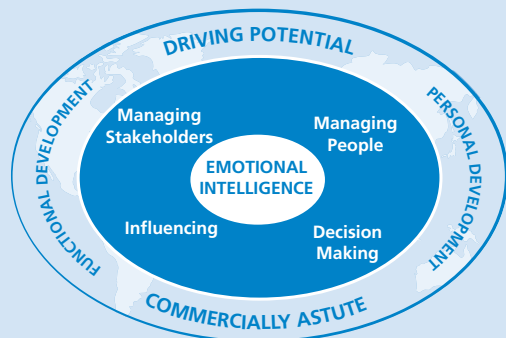 DRIVING POTENTIAL
FUNCTIONAL DEVELOPMENT
PERSONAL DEVELOPMENT
Managing
Stakeholders
Managing
People
EMOTIONAL
INTELLIGENCE
Influencing
Decision
Making
COMMERCIALLY ASTUTE